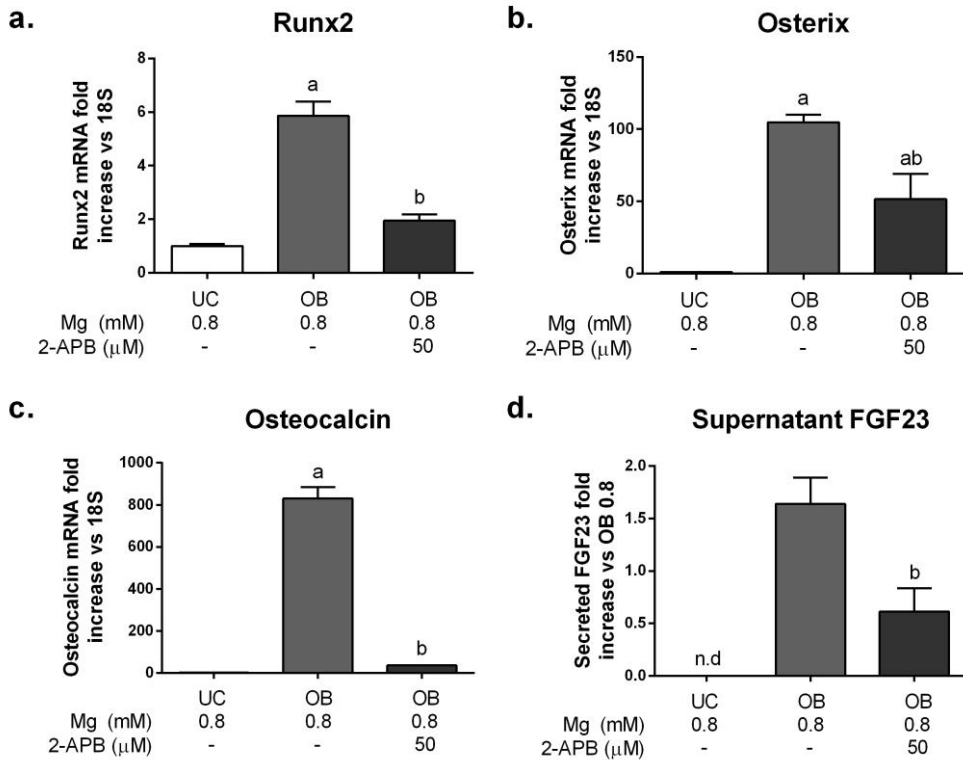 a.
Runx2
Runx2 mRNA fold
increase vs 18S
8
6
4
2
0
a
b
UC OB OB
Mg (mM) 0.8 0.8 0.8
2-APB (μM) - - 50
b.
Osterix
Osterix mRNA fold
increase vs 18S
150
100
50
0
a
ab
UC OB OB
Mg (mM) 0.8 0.8 0.8
2-APB (μM) - - 50
c.
Osteocalcin
Osteocalcin mRNA fold
increase vs 18S
1000
800
600
400
200
0
a
b
UC OB OB
Mg (mM) 0.8 0.8 0.8
2-APB (μM) - - 50
d.
Supernatant FGF23
Secreted FGF23 fold
increase vs OB 0.8
2.0
1.5
1.0
0.5
0.0
n.d
b
UC OB OB
Mg (mM) 0.8 0.8 0.8
2-APB (μM) - - 50